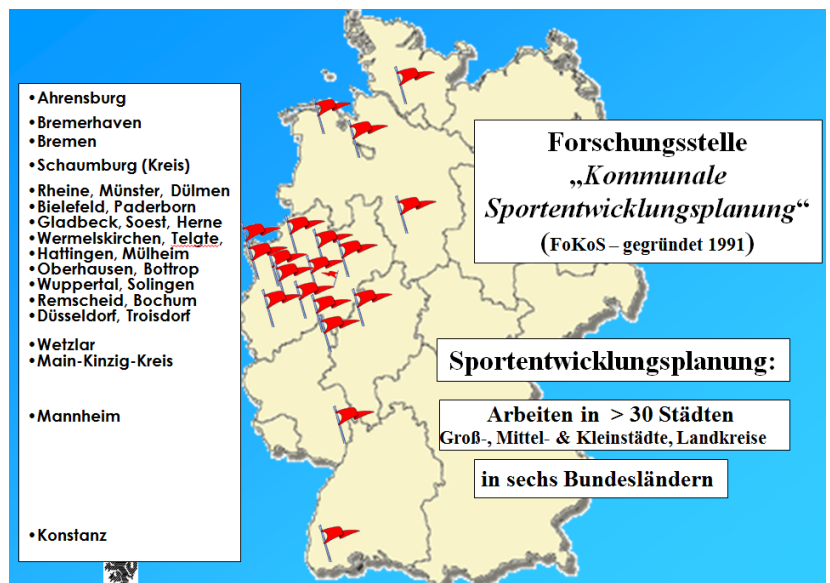 •Ahrensburg
•Bremerhaven
•Bremen
•Schaumburg (Kreis)
•Rheine, Münster, Dülmen
•Bielefeld, Paderborn
•Gladbeck, Soest, Herne
•Wermelskirchen, Telgte,
•Hattingen, Mülheim
•Oberhausen, Bottrop
•Wuppertal, Solingen
•Remscheid, Bochum
•Düsseldorf, Troisdorf
•Wetzlar
•Main-Kinzig-Kreis
•Mannheim
•Konstanz
Forschungsstelle
„Kommunale
Sportentwicklungsplanung“
(FoKoS – gegründet 1991)
Sportentwicklungsplanung:
Arbeiten in > 30 Städten
Groß-, Mittel- & Kleinstädte, Landkreise
in sechs Bundesländern